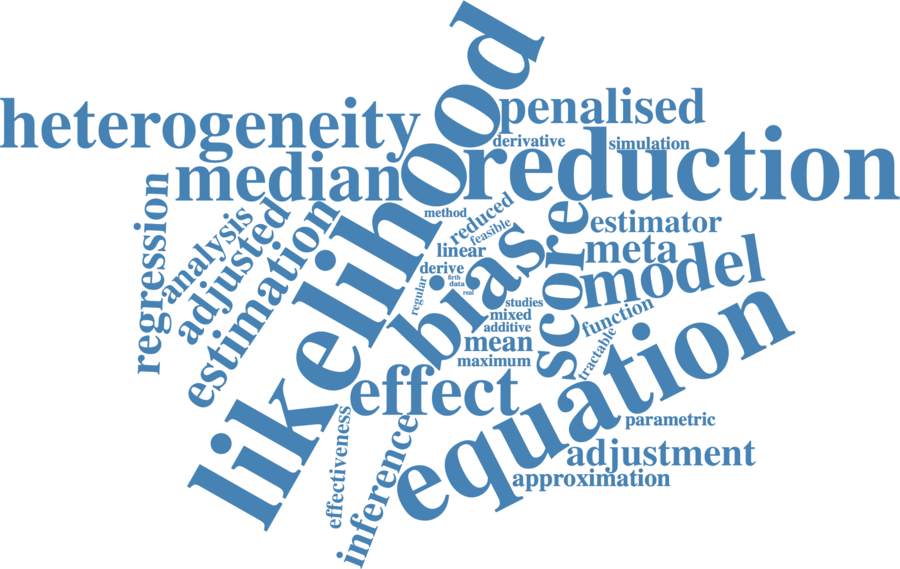 likelihood
heterogeneity
penalised
derivative
simulation
reduction
median
regression
analysis
adjusted
estimation
method
reduced
feasible
linear
score
estimator
meta
model
derive
firth
data
real
regular
bias
studies
mixed
additive
mean
maximum
function
tractable
equation
effect
parametric
effectiveness
inference
adjustment
approximation